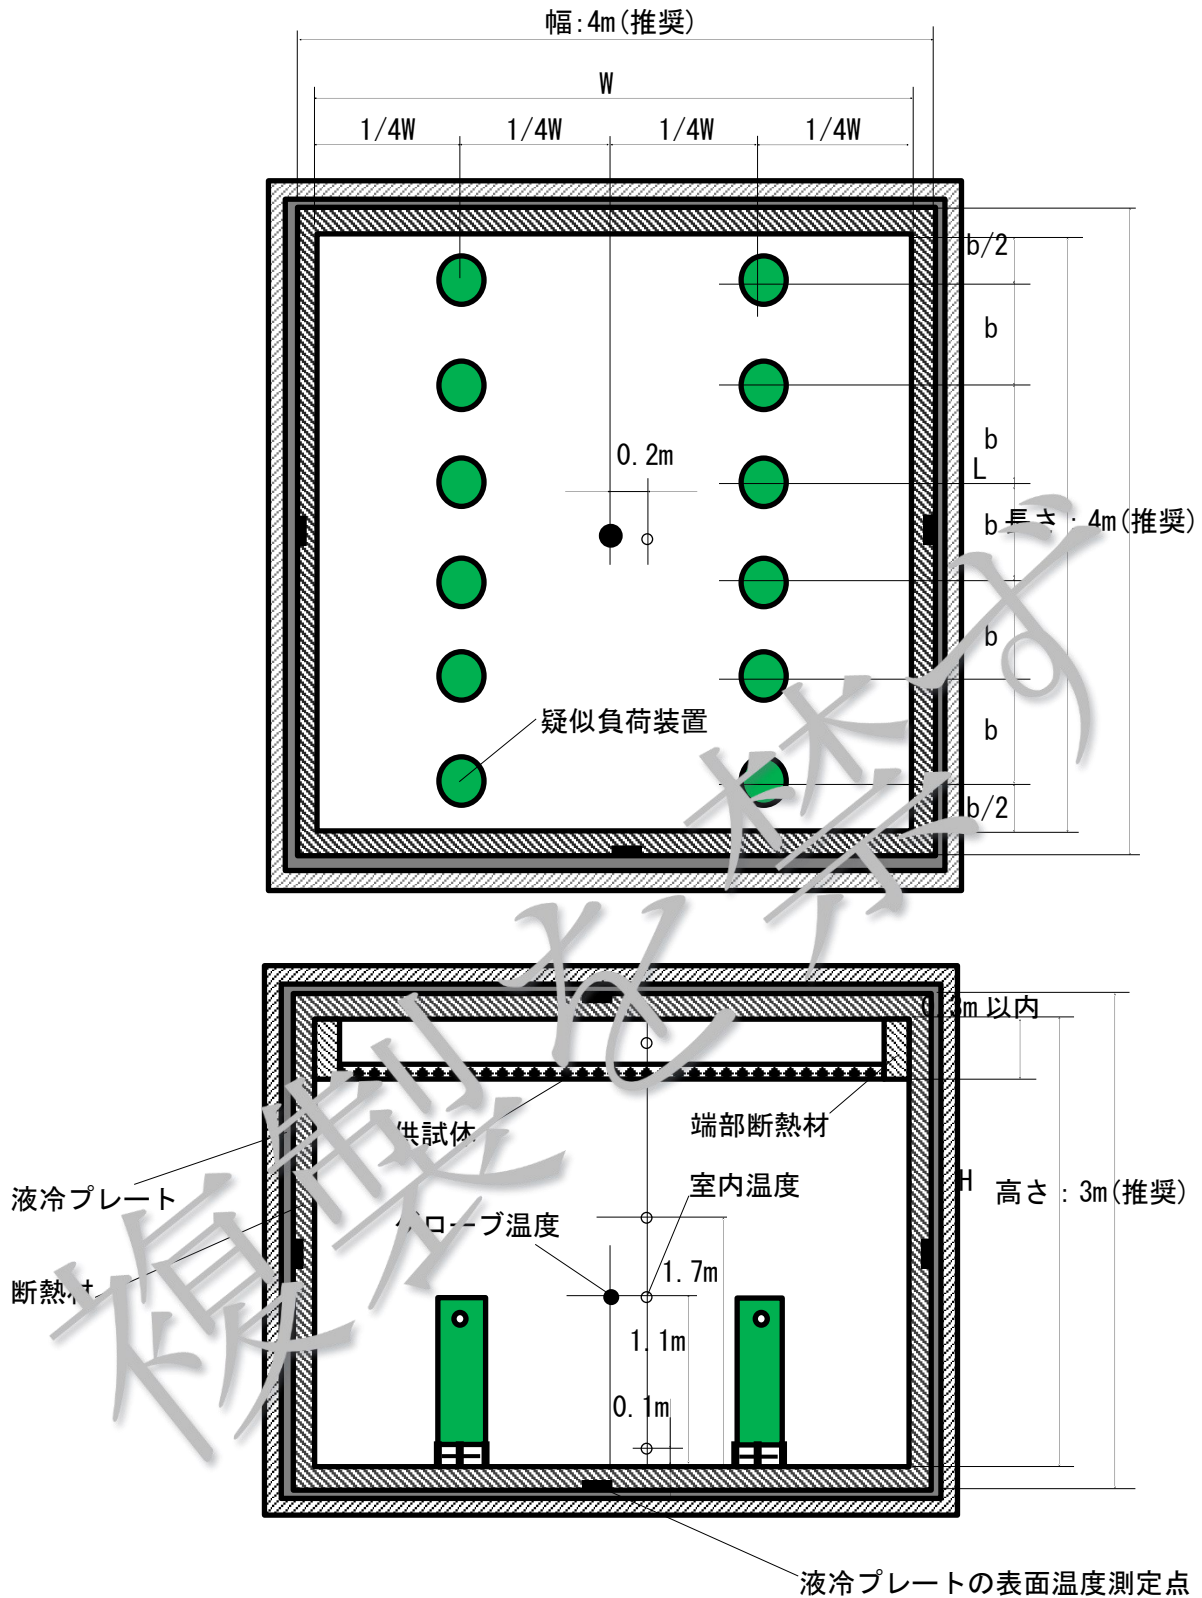 幅:4m(推奨)
W
1/4W 1/4W 1/4W 1/4W
b/2
b
b
L
0.2m
b
長さ：4m(推奨)
b
b
疑似負荷装置
b/2
以内
供試体
端部断熱材
液冷プレート
室内温度
H
高さ：3m(推奨)
グローブ温度
1.7m
断熱材
1.1m
0.1m
液冷プレートの表面温度測定点
複製を禁ず